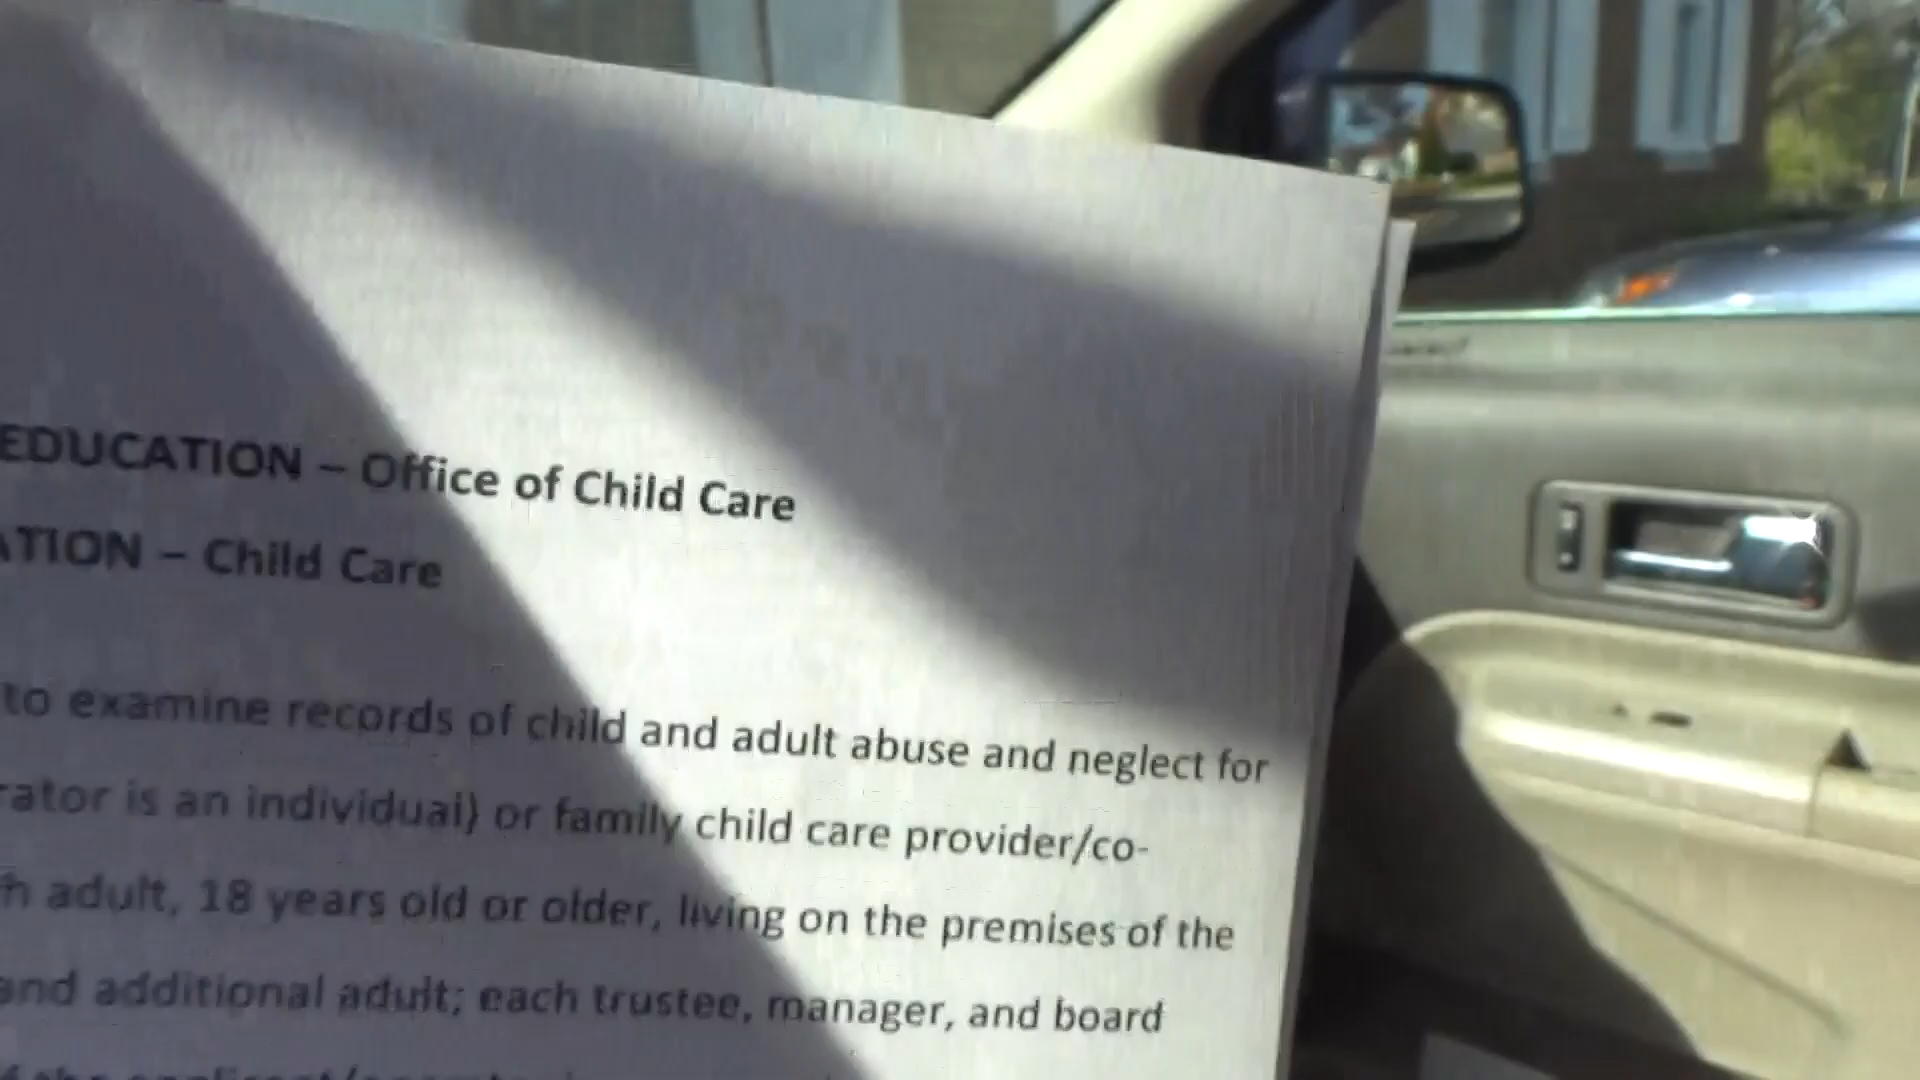 EDUCATION – Office of Child Care
ATION – Child Care
to examine records of child and adult abuse and neglect for
rator is an individual) or family child care provider/co-
h adult, 18 years old or older, living on the premises of the
and additional adult; each trustee, manager, and board